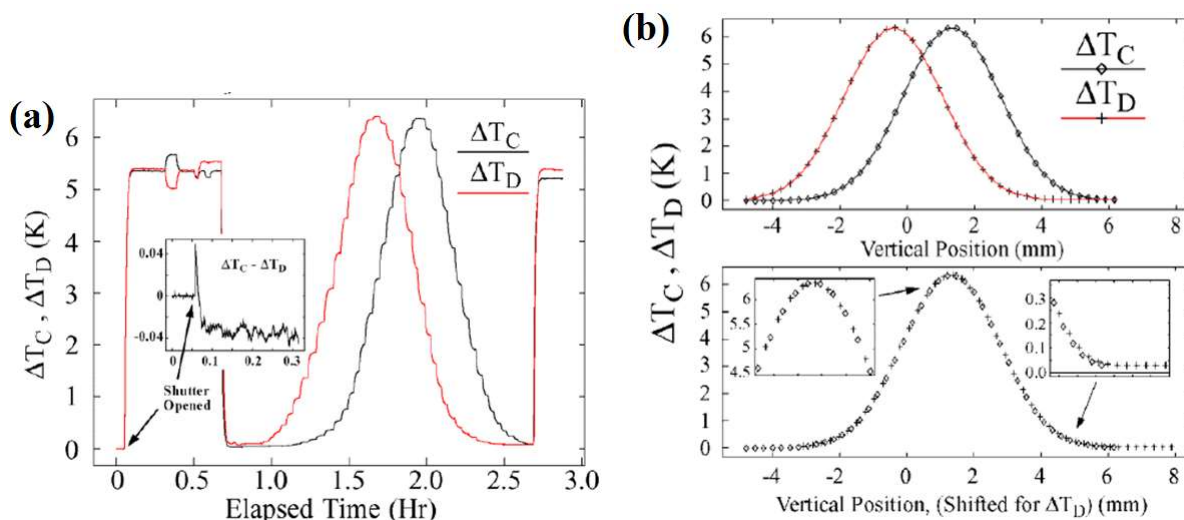 (a)
ΔT_C , ΔT_D (K)
6
5
4
3
2
1
0
ΔT_C
ΔT_D
0.04
0
-0.04
ΔT_C - ΔT_D
0.0 0.1 0.2 0.3
Shutter
Opened
0 0.5 1.0 1.5 2.0 2.5 3.0
Elapsed Time (Hr)
(b)
ΔT_C , ΔT_D (K)
6
5
4
3
2
1
0
ΔT_C
ΔT_D
-4 -2 0 2 4 6 8
Vertical Position (mm)
6
5
4
3
2
1
0
6
5.5
5
4.5
0.3
0.2
0.1
0.0
-4 -2 0 2 4 6 8
Vertical Position, (Shifted for ΔT_D) (mm)